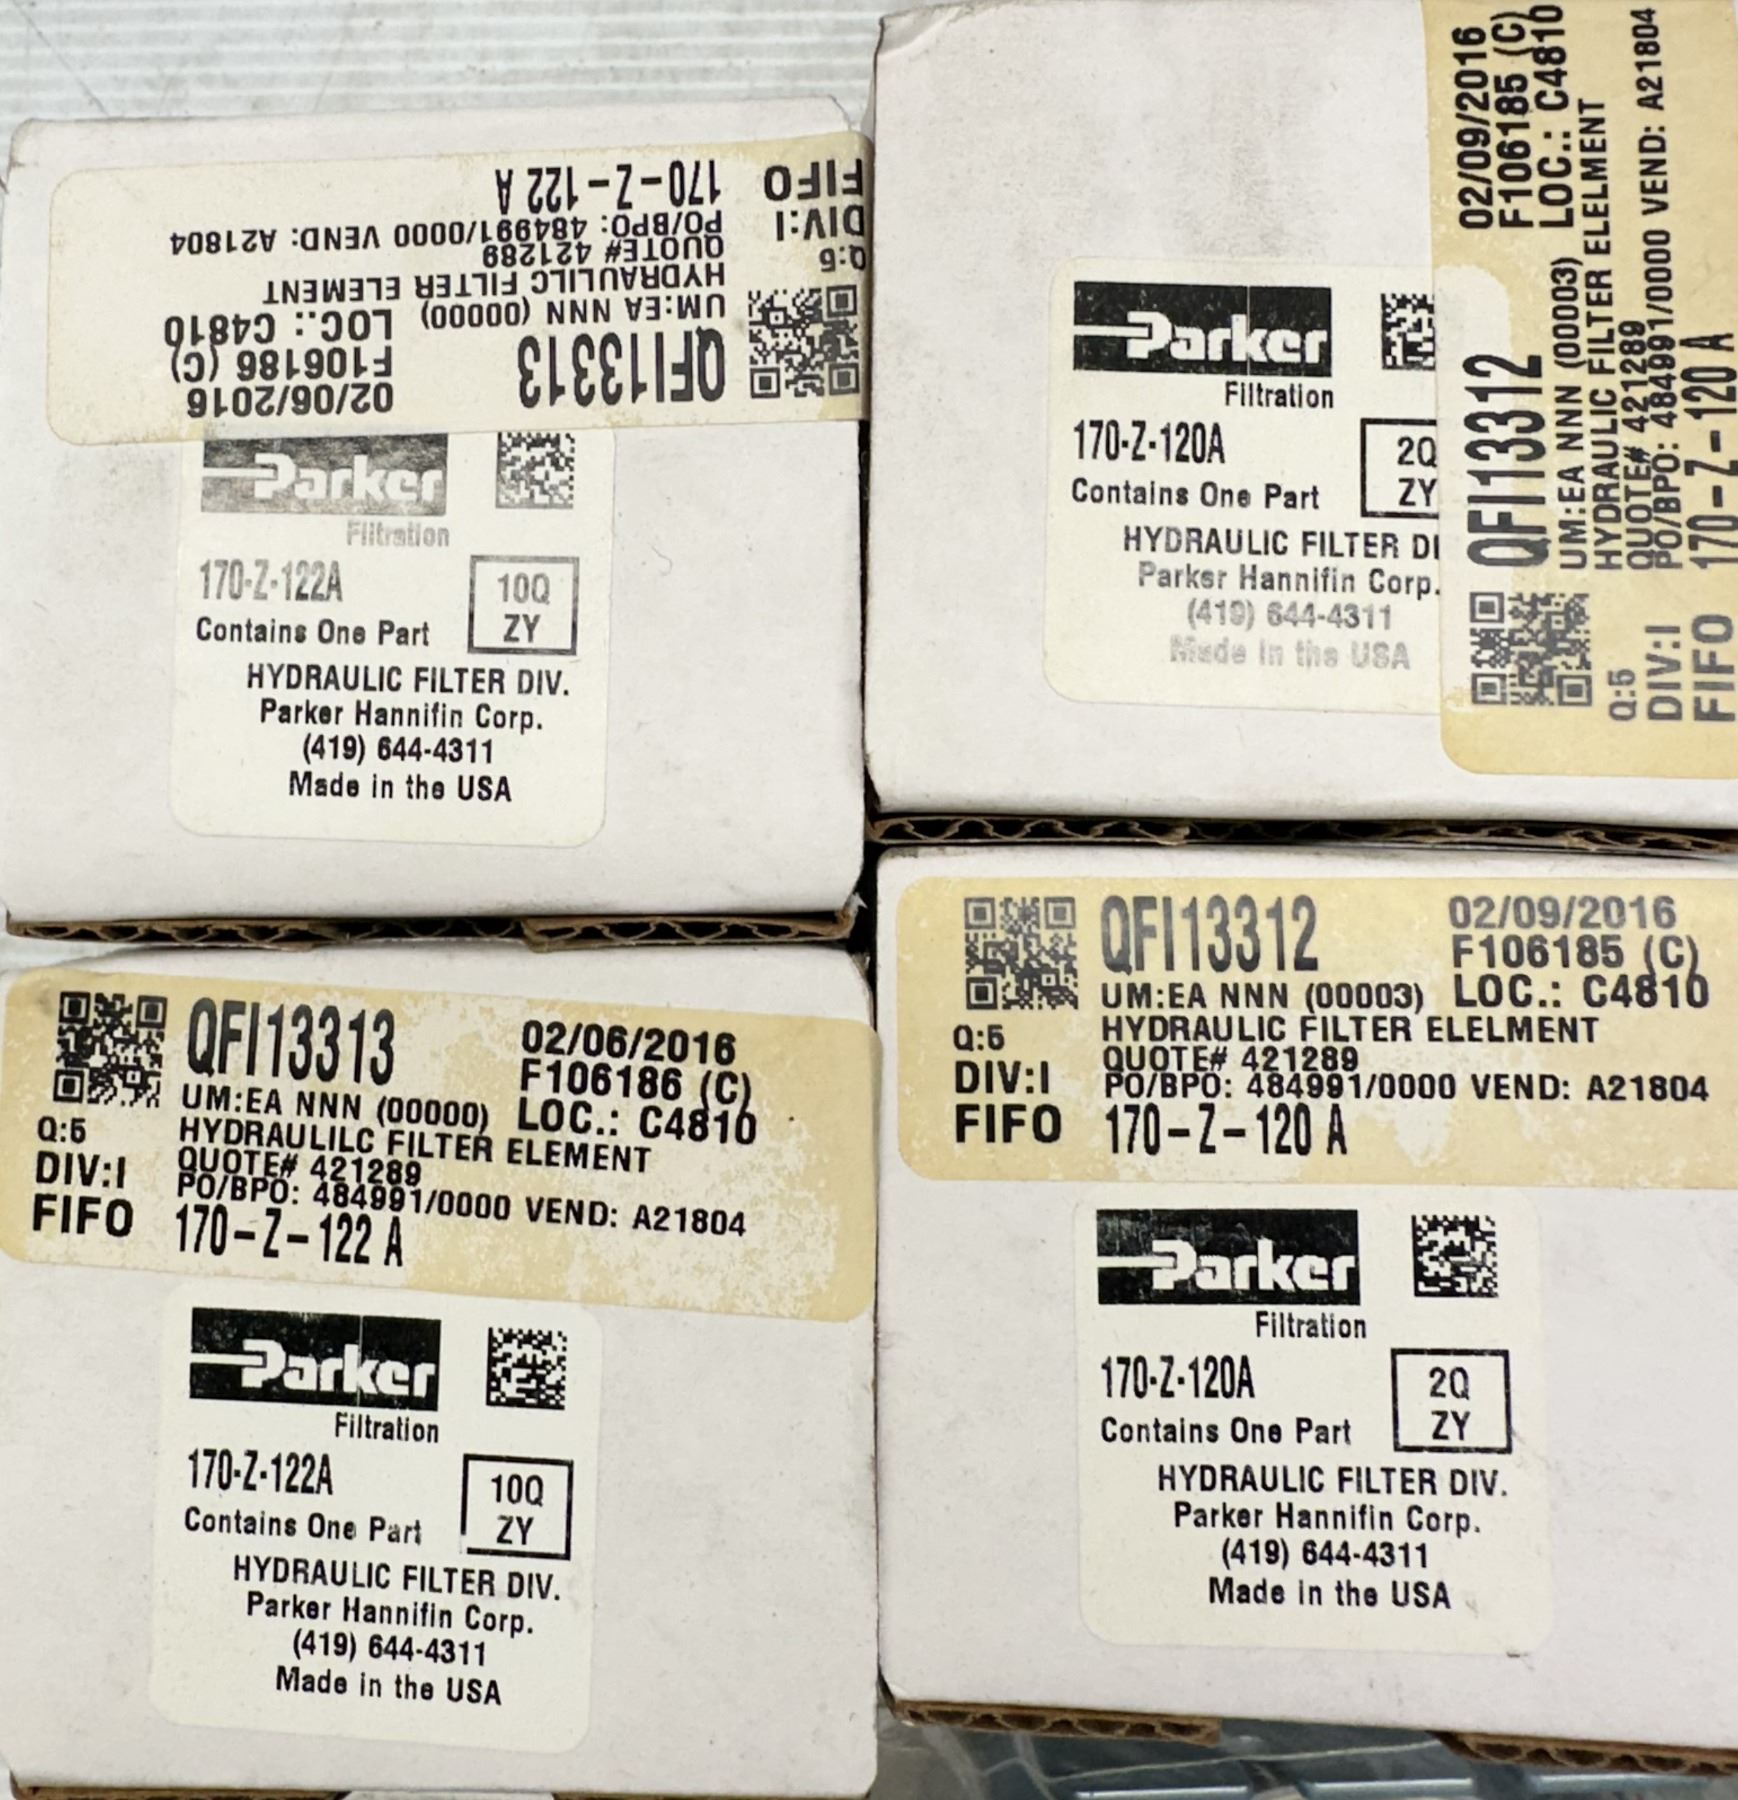 QFI13313
02/06/2016
UM:EA NNN (00000)
F106186 (C)
LOC.: C4810
HYDRAULILC FILTER ELEMENT
QUOTE# 421289
PO/BPO: 484991/0000 VEND: A21804
170-Z-122 A
Q:5
DIV:I
FIFO
Parker
Filtration
170-Z-122A
Contains One Part
10Q
ZY
HYDRAULIC FILTER DIV.
Parker Hannifin Corp.
(419) 644-4311
Made in the USA
Parker
Filtration
170-Z-120A
Contains One Part
2Q
ZY
HYDRAULIC FILTER DI
Parker Hannifin Corp.
(419) 644-4311
Made in the USA
QFI13312
02/09/2016
F106185 (C)
UM:EA NNN (00003)
LOC.: C4810
HYDRAULIC FILTER ELELMENT
QUOTE# 421289
PO/BPO: 484991/0000 VEND: A21804
170-Z-120 A
Q:5
DIV:I
FIFO
QFI13313
02/06/2016
F106186 (C)
UM:EA NNN (00000)
LOC.: C4810
Q:5
HYDRAULILC FILTER ELEMENT
DIV:I
QUOTE# 421289
PO/BPO: 484991/0000 VEND: A21804
FIFO
170-Z-122 A
Parker
Filtration
170-Z-122A
Contains One Part
10Q
ZY
HYDRAULIC FILTER DIV.
Parker Hannifin Corp.
(419) 644-4311
Made in the USA
QFI13312
02/09/2016
F106185 (C)
UM:EA NNN (00003)
LOC.: C4810
Q:5
HYDRAULIC FILTER ELELMENT
DIV:I
QUOTE# 421289
PO/BPO: 484991/0000 VEND: A21804
FIFO
170-Z-120 A
Parker
Filtration
170-Z-120A
Contains One Part
2Q
ZY
HYDRAULIC FILTER DIV.
Parker Hannifin Corp.
(419) 644-4311
Made in the USA